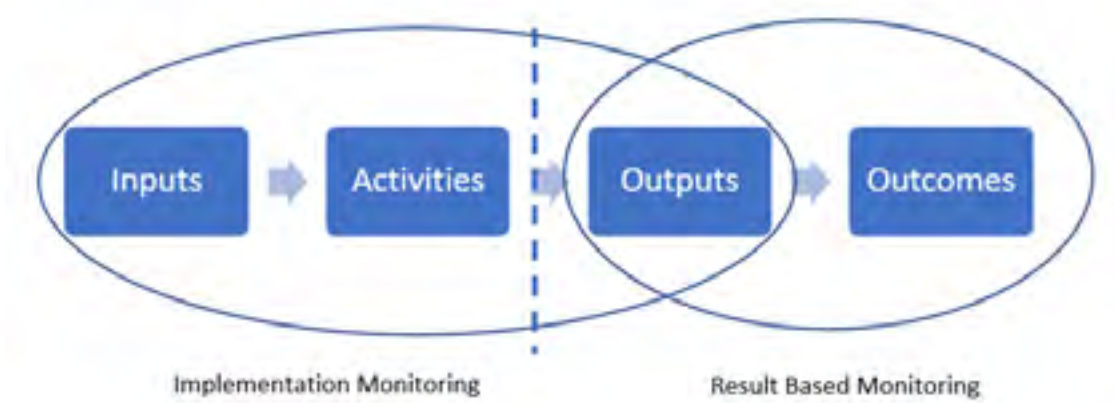 Inputs
Activities
Outputs
Outcomes
Implementation Monitoring
Result Based Monitoring